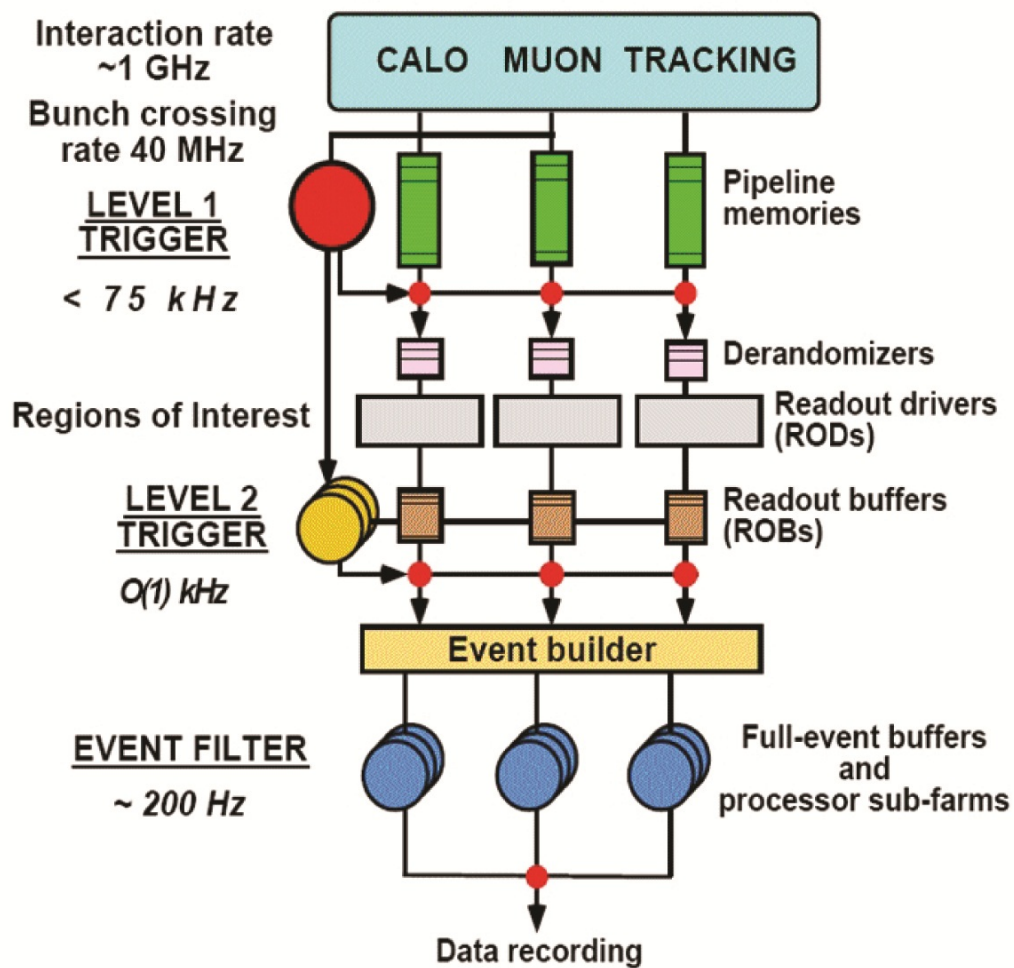 Interaction rate
~1 GHz
CALO MUON TRACKING
Bunch crossing
rate 40 MHz
LEVEL 1
TRIGGER
< 75 kHz
Pipeline
memories
Derandomizers
Regions of Interest
Readout drivers
(RODs)
LEVEL 2
TRIGGER
O(1) kHz
Readout buffers
(ROBs)
Event builder
EVENT FILTER
~ 200 Hz
Full-event buffers
and
processor sub-farms
Data recording